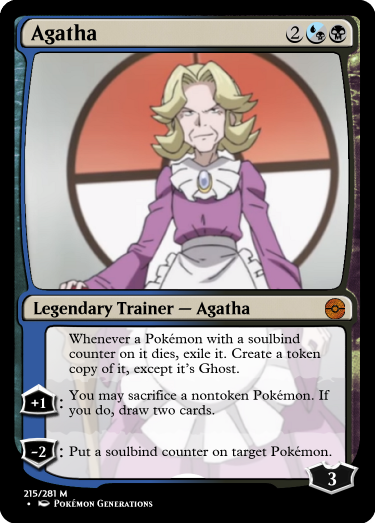 Agatha 2
Legendary Trainer — Agatha
Whenever a Pokémon with a soulbind
counter on it dies, exile it. Create a token
copy of it, except it's Ghost.
+1: You may sacrifice a nontoken Pokémon. If
you do, draw two cards.
-2: Put a soulbind counter on target Pokémon.
3
215/281 M
• Pokémon Generations